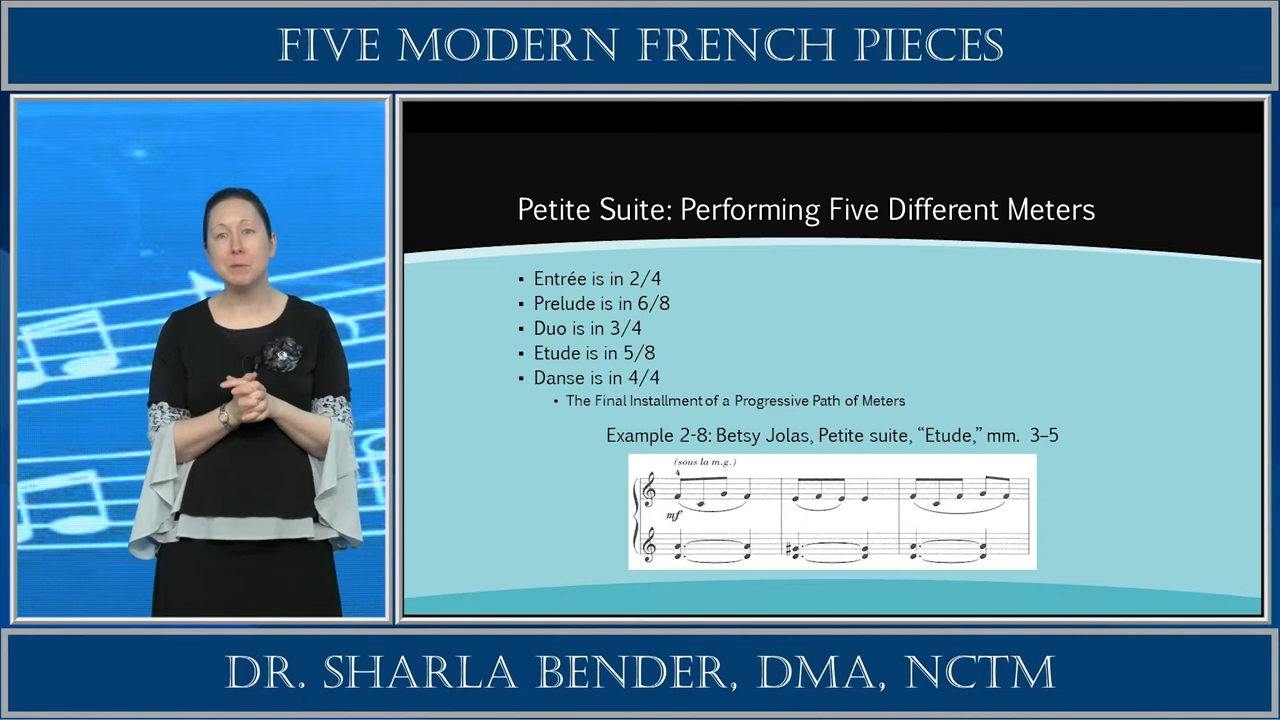 FIVE MODERN FRENCH PIECES
Petite Suite: Performing Five Different Meters
▪ Entrée is in 2/4
▪ Prelude is in 6/8
▪ Duo is in 3/4
▪ Etude is in 5/8
▪ Danse is in 4/4
• The Final Installment of a Progressive Path of Meters
Example 2-8: Betsy Jolas, Petite suite, “Etude,” mm. 3–5
(sous la m.g.)
4
mf
DR. SHARLA BENDER, DMA, NCTM